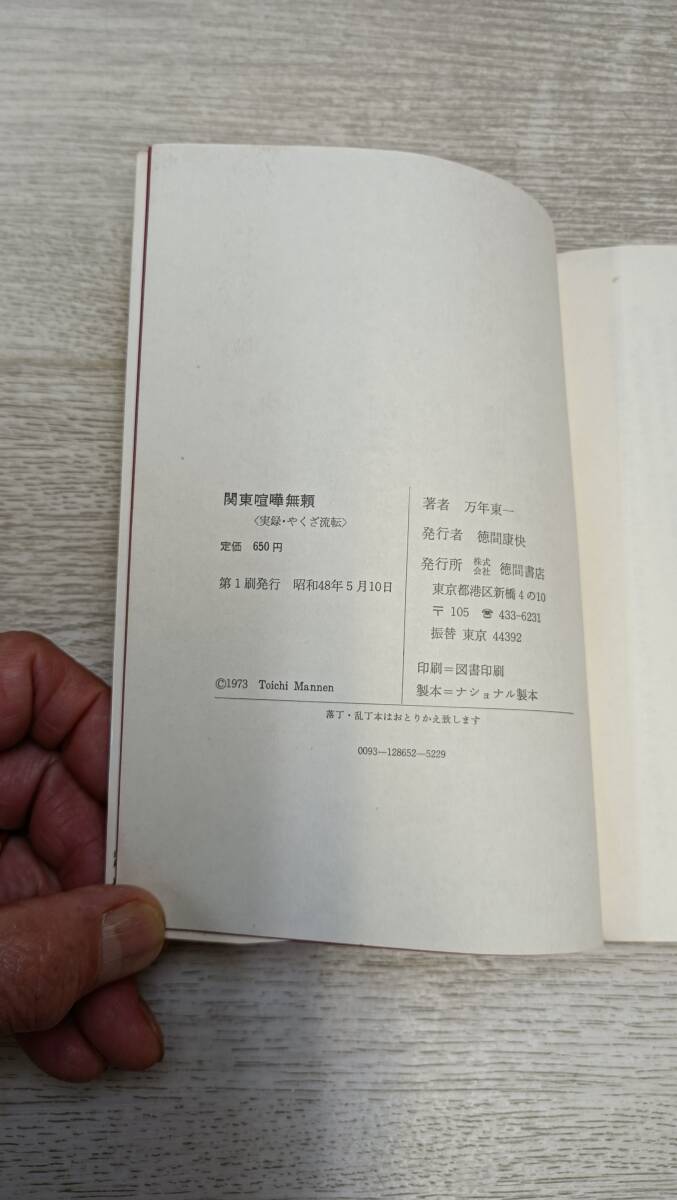 関東喧嘩無頼
〈実録・やくざ流転〉
定価 650円
第1刷発行 昭和48年5月10日
©1973 Toichi Mannen
著者 万年東一
発行者 徳間康快
発行所 株式会社 徳間書店
東京都港区新橋4の10
〒 105 ☎ 433-6231
振替 東京 44392
印刷＝図書印刷
製本＝ナショナル製本
落丁・乱丁本はおとりかえ致します
0093—128652—5229